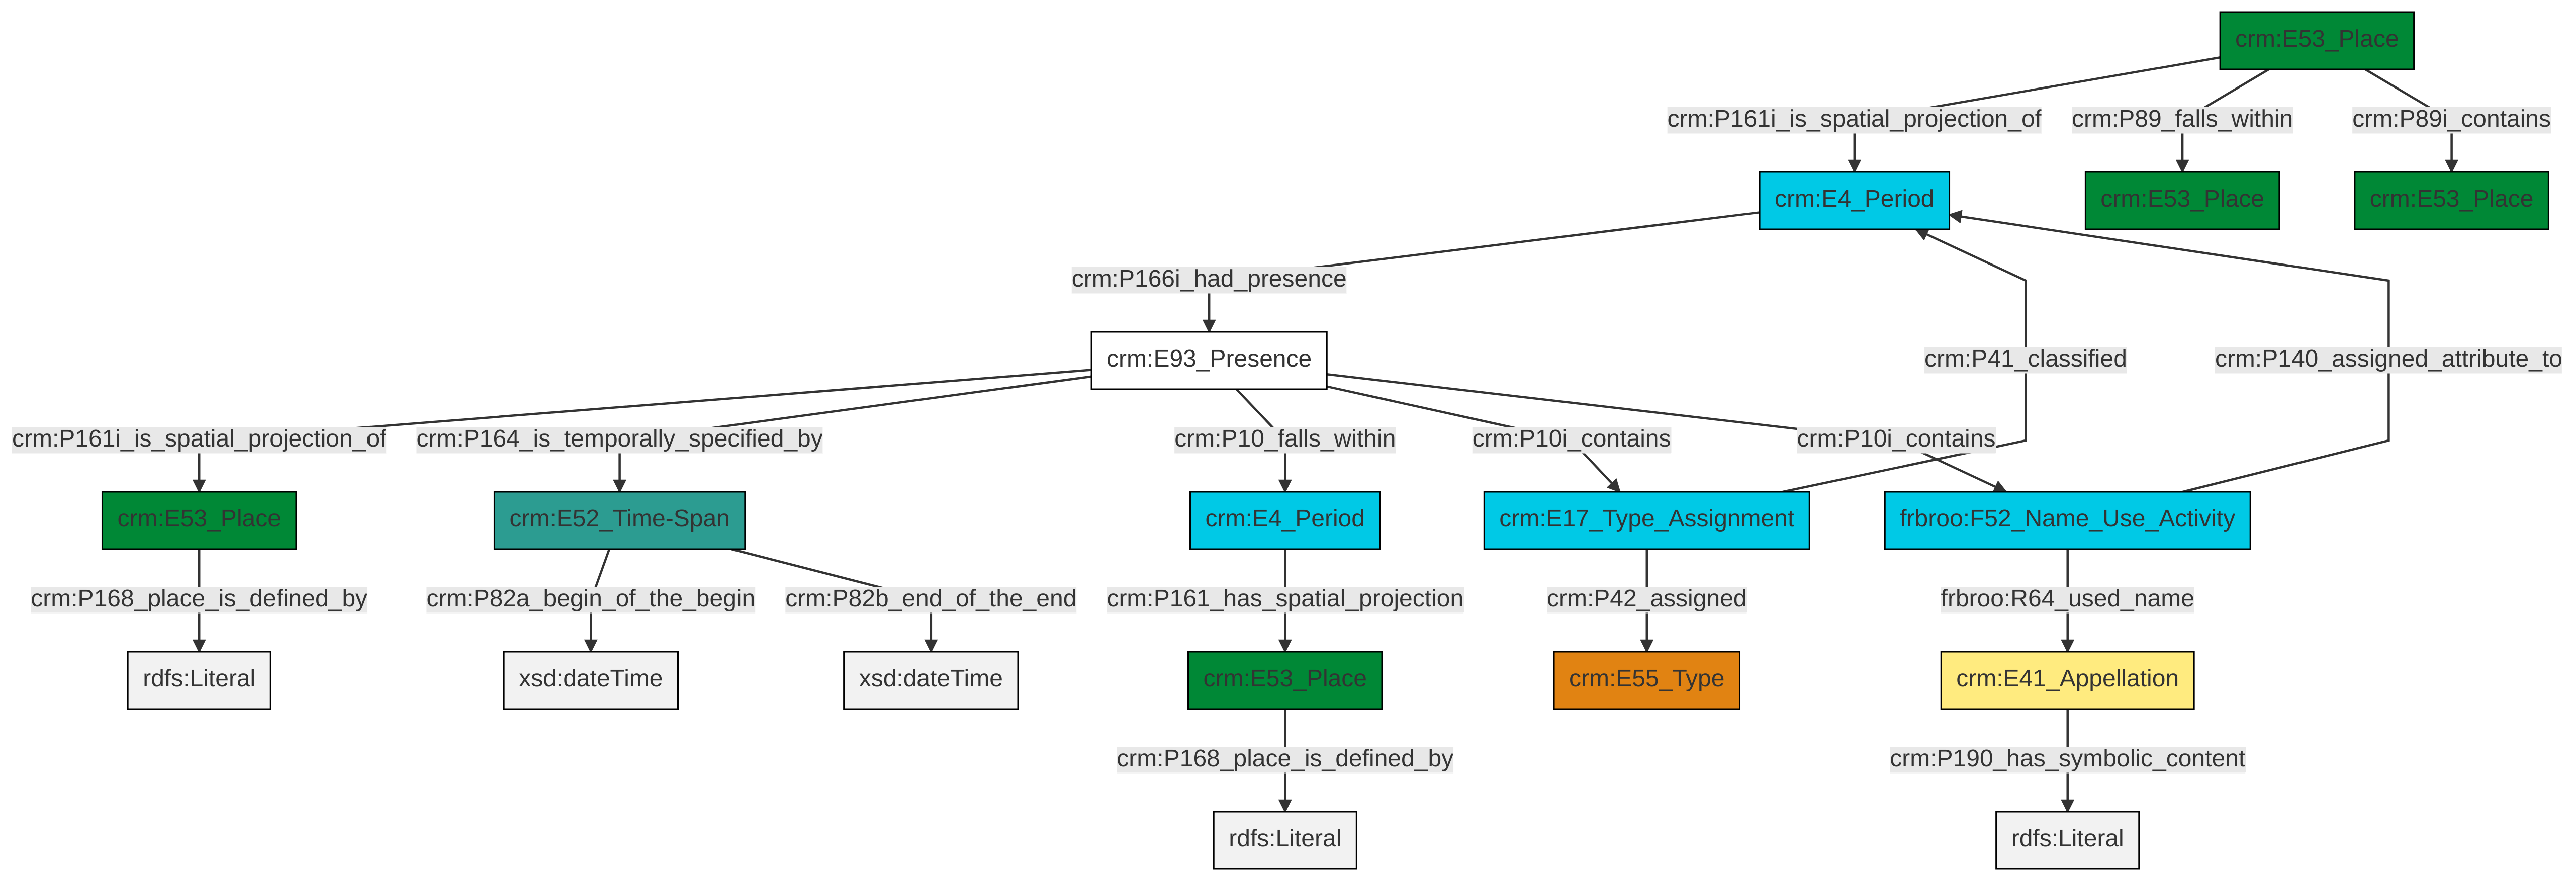 crm:E53_Place
crm:P161i_is_spatial_projection_of
crm:P89_falls_within
crm:P89i_contains
crm:E4_Period
crm:E53_Place
crm:E53_Place
crm:P166i_had_presence
crm:E93_Presence
crm:P41_classified
crm:P140_assigned_attribute_to
crm:P161i_is_spatial_projection_of
crm:P164_is_temporally_specified_by
crm:P10_falls_within
crm:P10i_contains
crm:P10i_contains
crm:E53_Place
crm:E52_Time-Span
crm:E4_Period
crm:E17_Type_Assignment
frbroo:F52_Name_Use_Activity
crm:P168_place_is_defined_by
crm:P82a_begin_of_the_begin
crm:P82b_end_of_the_end
crm:P161_has_spatial_projection
crm:P42_assigned
frbroo:R64_used_name
rdfs:Literal
xsd:dateTime
xsd:dateTime
crm:E53_Place
crm:E55_Type
crm:E41_Appellation
crm:P168_place_is_defined_by
crm:P190_has_symbolic_content
rdfs:Literal
rdfs:Literal